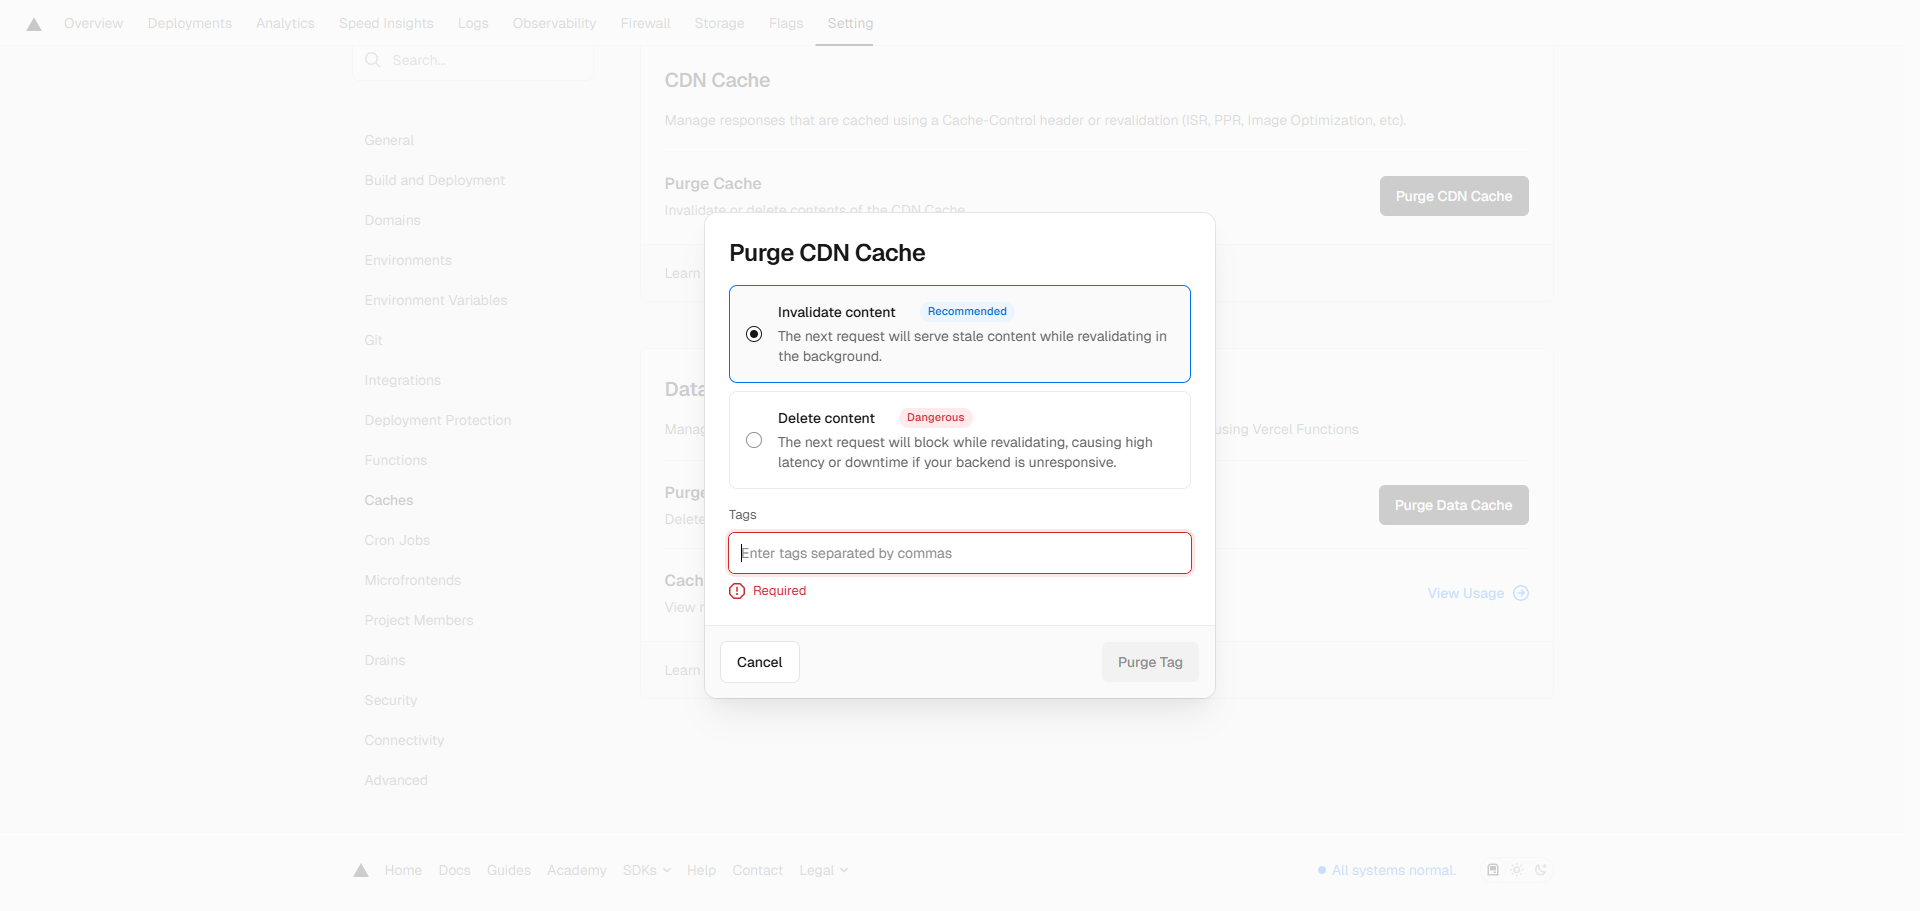 Overview Deployments Analytics Speed Insights Logs Observability Firewall Storage Flags Setting
Search...
General
Build and Deployment
Domains
Environments
Environment Variables
Git
Integrations
Deployment Protection
Functions
Caches
Cron Jobs
Microfrontends
Project Members
Drains
Security
Connectivity
Advanced
CDN Cache
Manage responses that are cached using a Cache-Control header or revalidation (ISR, PPR, Image Optimization, etc).
Purge Cache
Purge CDN Cache
Invalidate or delete contents of the CDN Cache
Learn
Data
Manag
using Vercel Functions
Purge
Purge Data Cache
Delete
Cach
View
View Usage
Learn
Purge CDN Cache
Invalidate content Recommended
The next request will serve stale content while revalidating in
the background.
Delete content Dangerous
The next request will block while revalidating, causing high
latency or downtime if your backend is unresponsive.
Tags
Enter tags separated by commas
Required
Cancel Purge Tag
Home Docs Guides Academy SDKs Help Contact Legal All systems normal.